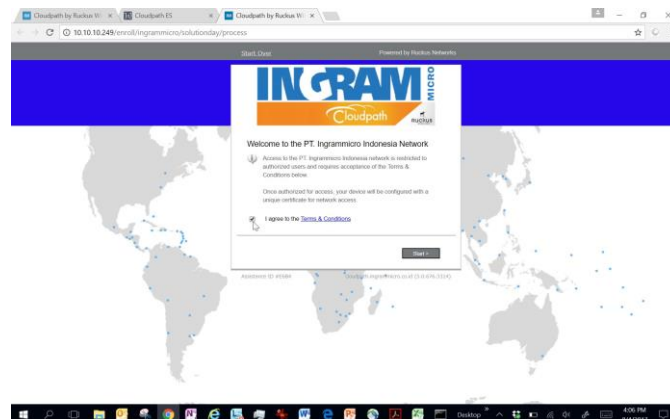 Cloudpath by Ruckus Wi
Cloudpath ES
Cloudpath by Ruckus Wi
10.10.10.249/enroll/ingrammicro/solutionday/process
Start Over
Powered by Ruckus Networks
INGRAM MICRO
Cloudpath
RUCKUS
Welcome to the PT. Ingrammicro Indonesia Network
Access to the PT. Ingrammicro Indonesia network is restricted to
authorized users and requires acceptance of the Terms &
Conditions below.
Once authorized for access, your device will be configured with a
unique certificate for network access
I agree to the Terms & Conditions
Start >
Assistance ID
Desktop
4:06 PM